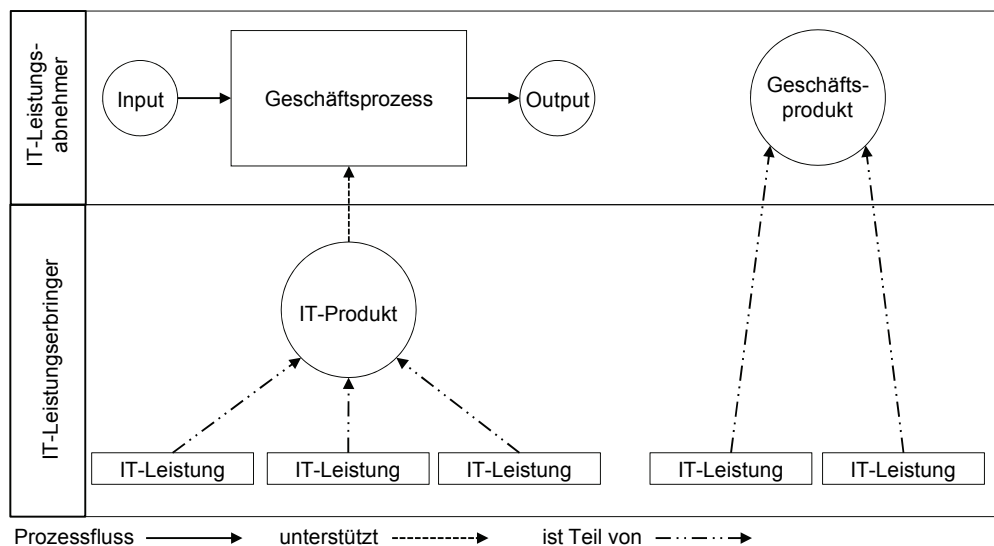 IT-Leistungs-
abnehmer
Input
Geschäftsprozess
Output
Geschäfts-
produkt
IT-Leistungserbringer
IT-Produkt
IT-Leistung
IT-Leistung
IT-Leistung
IT-Leistung
IT-Leistung
Prozessfluss
unterstützt
ist Teil von